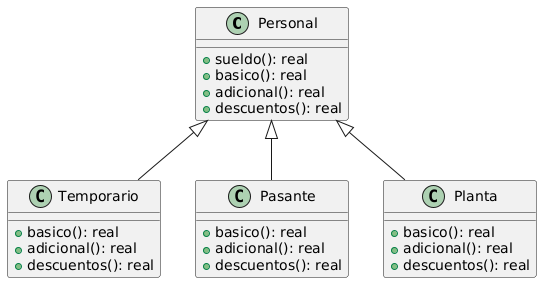 C Personal
sueldo(): real
basico(): real
adicional(): real
descuentos(): real
C Temporario
basico(): real
adicional(): real
descuentos(): real
C Pasante
basico(): real
adicional(): real
descuentos(): real
C Planta
basico(): real
adicional(): real
descuentos(): real